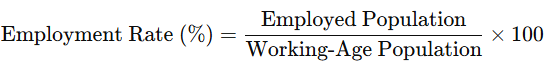 Employment Rate (%) = Employed Population / Working-Age Population × 100